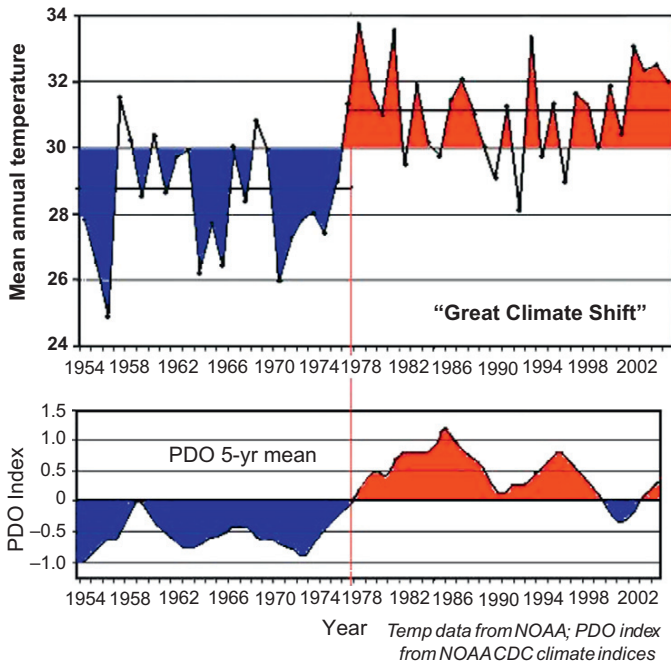 Mean annual temperature
34
32
30
28
26
24
“Great Climate Shift”
1954 1958 1962 1966 1970 1974 1978 1982 1986 1990 1994 2002
PDO Index
1.5
1.0
0.5
0
–0.5
–1.0
PDO 5-yr mean
1954 1958 1962 1966 1970 1974 1978 1982 1986 1990 1994 2002
Year
Temp data from NOAA; PDO index
from NOAA CDC climate indices